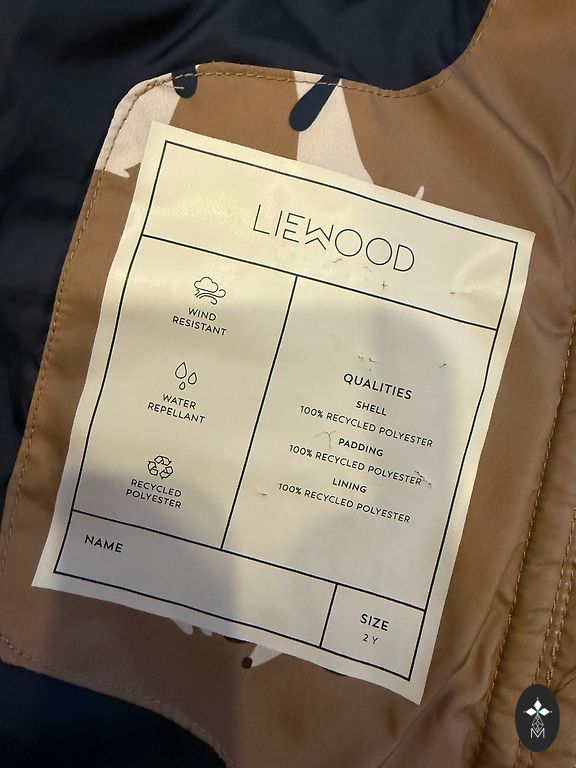 LIEWOOD
WIND
RESISTANT
WATER
REPELLANT
RECYCLED
POLYESTER
QUALITIES
SHELL
100% RECYCLED POLYESTER
PADDING
100% RECYCLED POLYESTER
LINING
100% RECYCLED POLYESTER
NAME
SIZE
2 Y
M